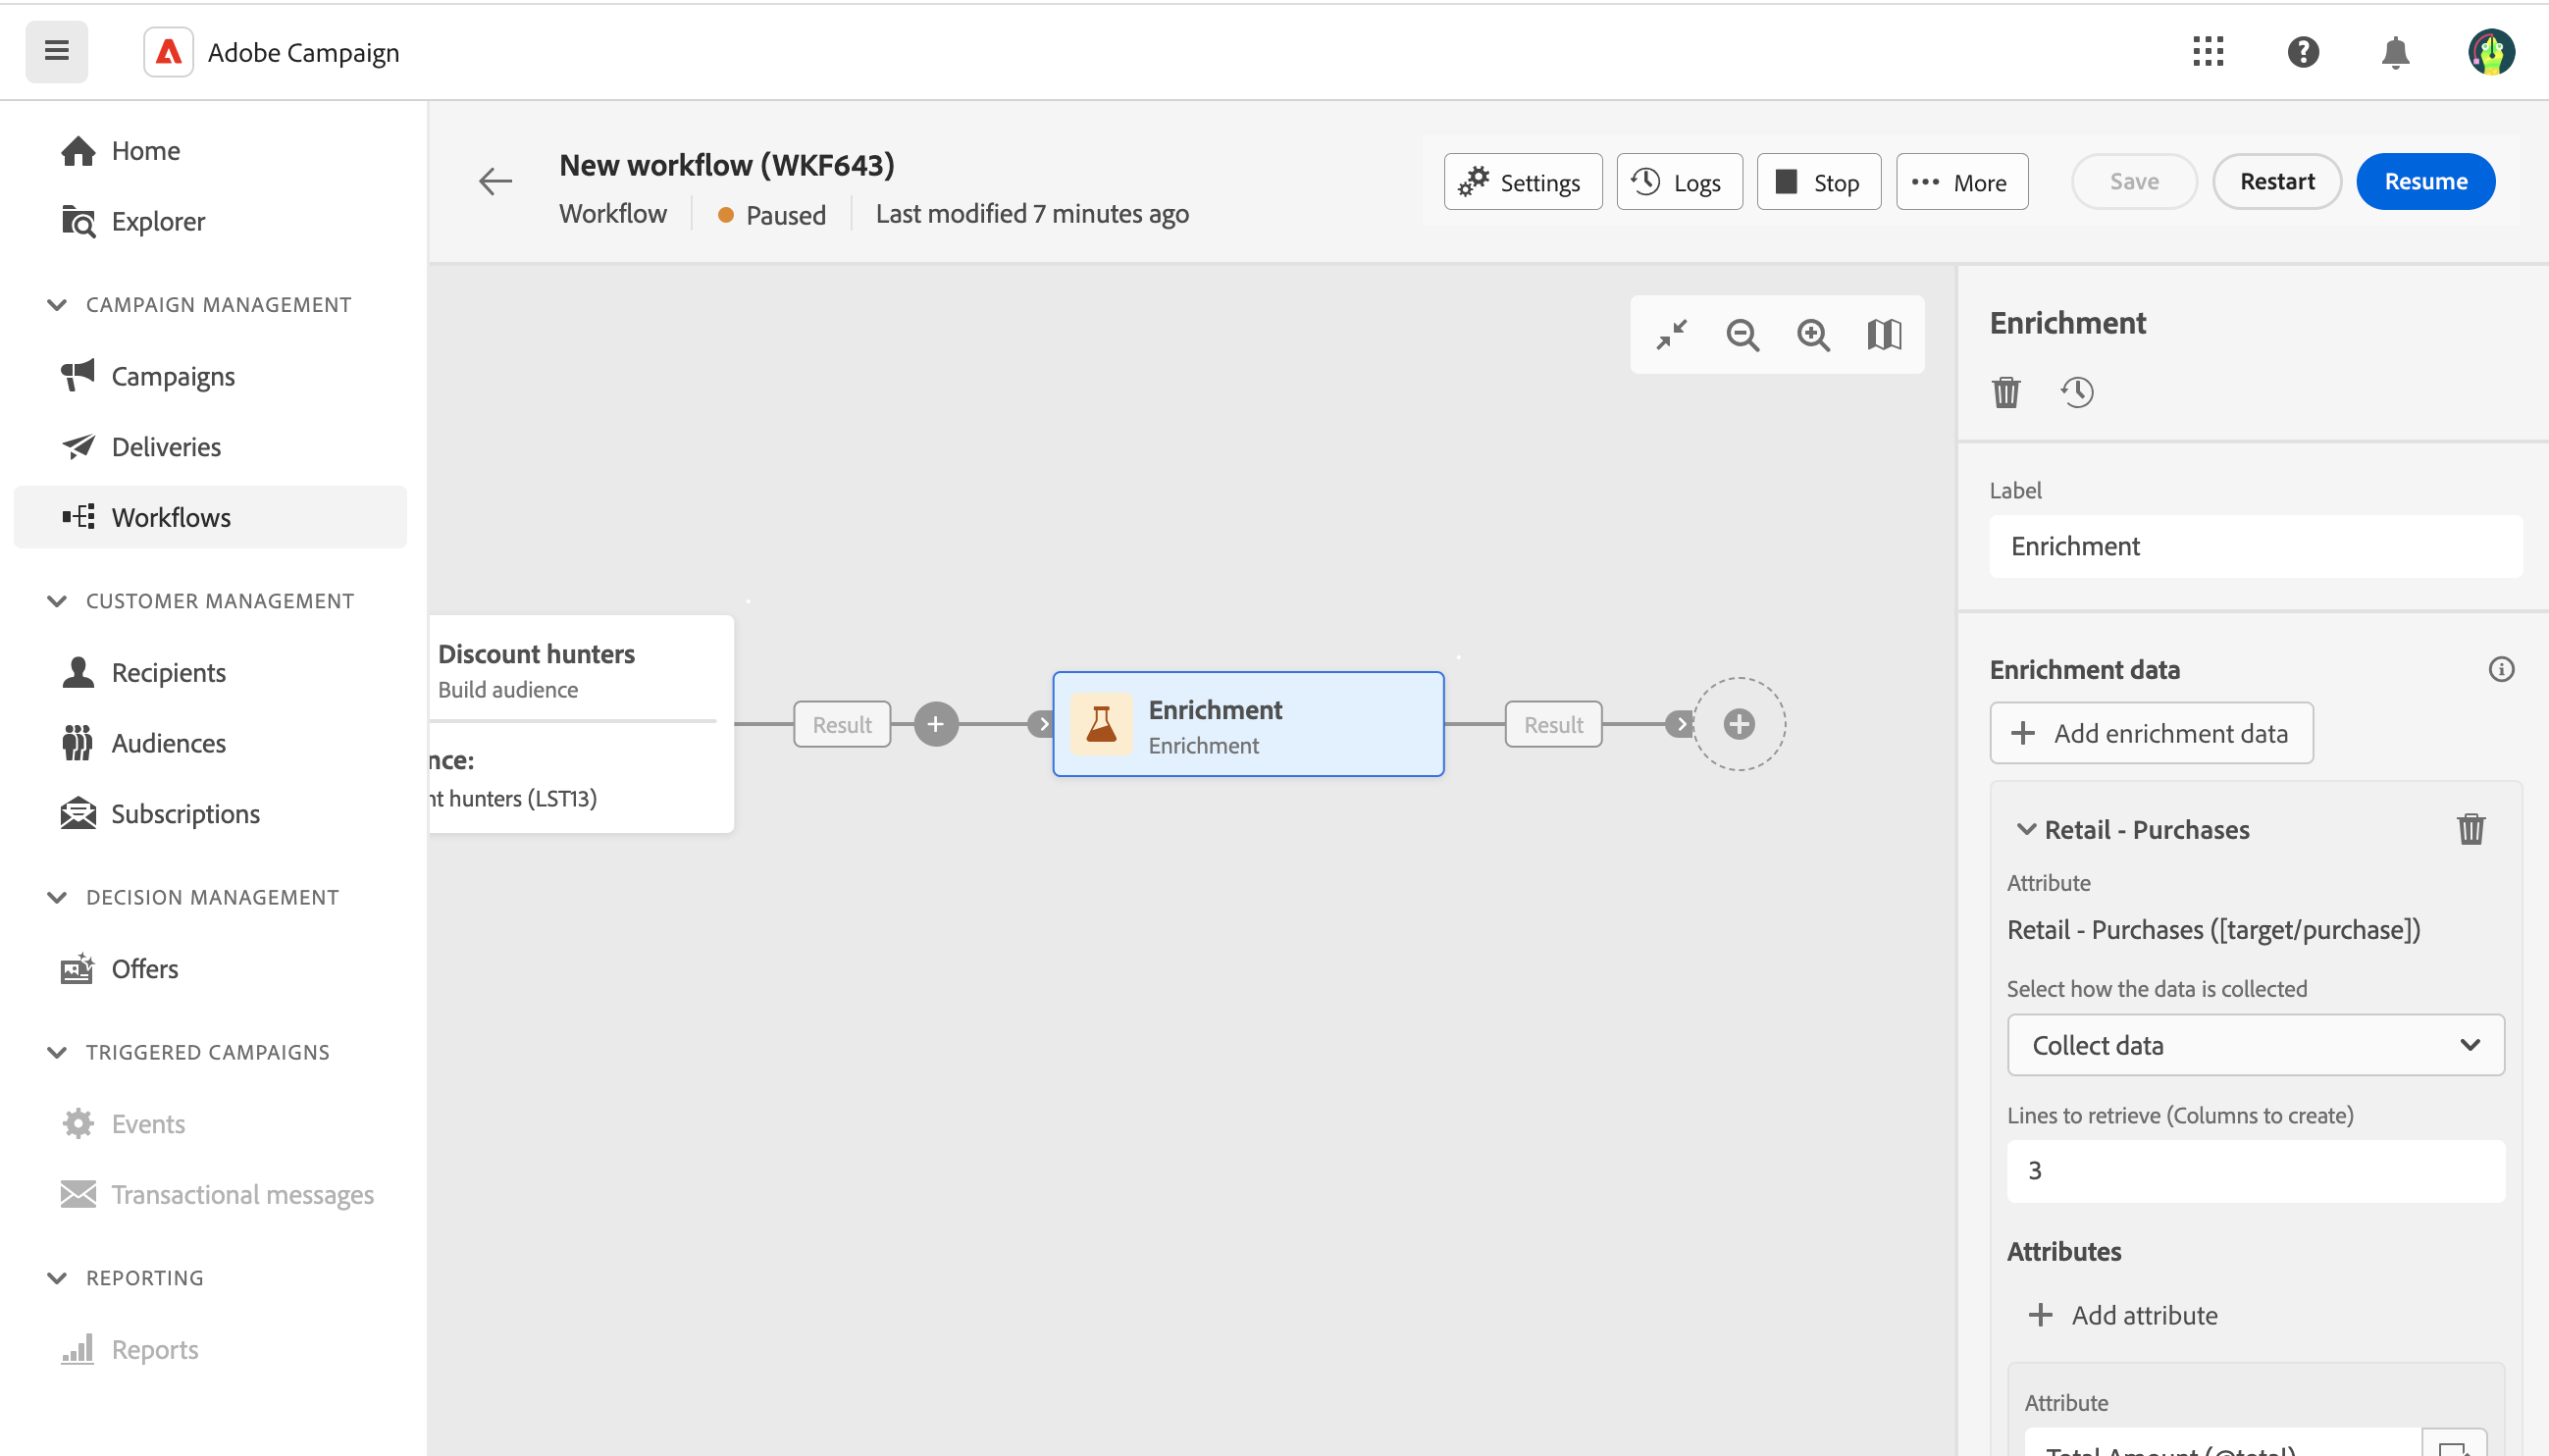 Adobe Campaign
Home
Explorer
CAMPAIGN MANAGEMENT
Campaigns
Deliveries
Workflows
CUSTOMER MANAGEMENT
Recipients
Audiences
Subscriptions
DECISION MANAGEMENT
Offers
TRIGGERED CAMPAIGNS
Events
Transactional messages
REPORTING
Reports
New workflow (WKF643)
Workflow
Paused
Last modified 7 minutes ago
Settings
Logs
Stop
More
Save
Restart
Resume
Discount hunters
Build audience
nce:
nt hunters (LST13)
Result
Enrichment
Enrichment
Result
Enrichment
Label
Enrichment
Enrichment data
Add enrichment data
Retail - Purchases
Attribute
Retail - Purchases ([target/purchase])
Select how the data is collected
Collect data
Lines to retrieve (Columns to create)
3
Attributes
Add attribute
Attribute
Total Amount (@total)